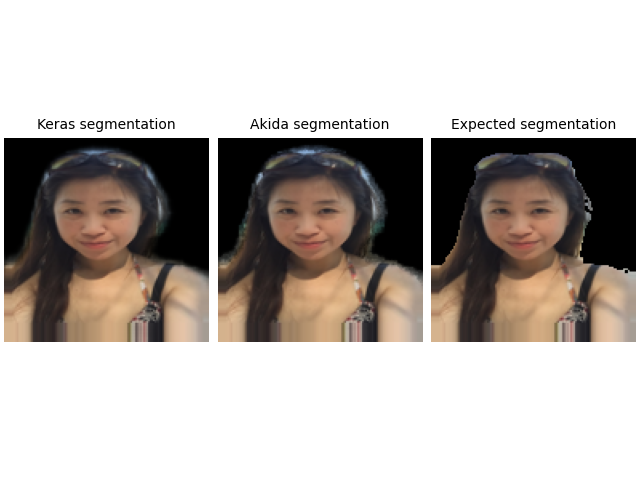 Keras segmentation
Akida segmentation
Expected segmentation